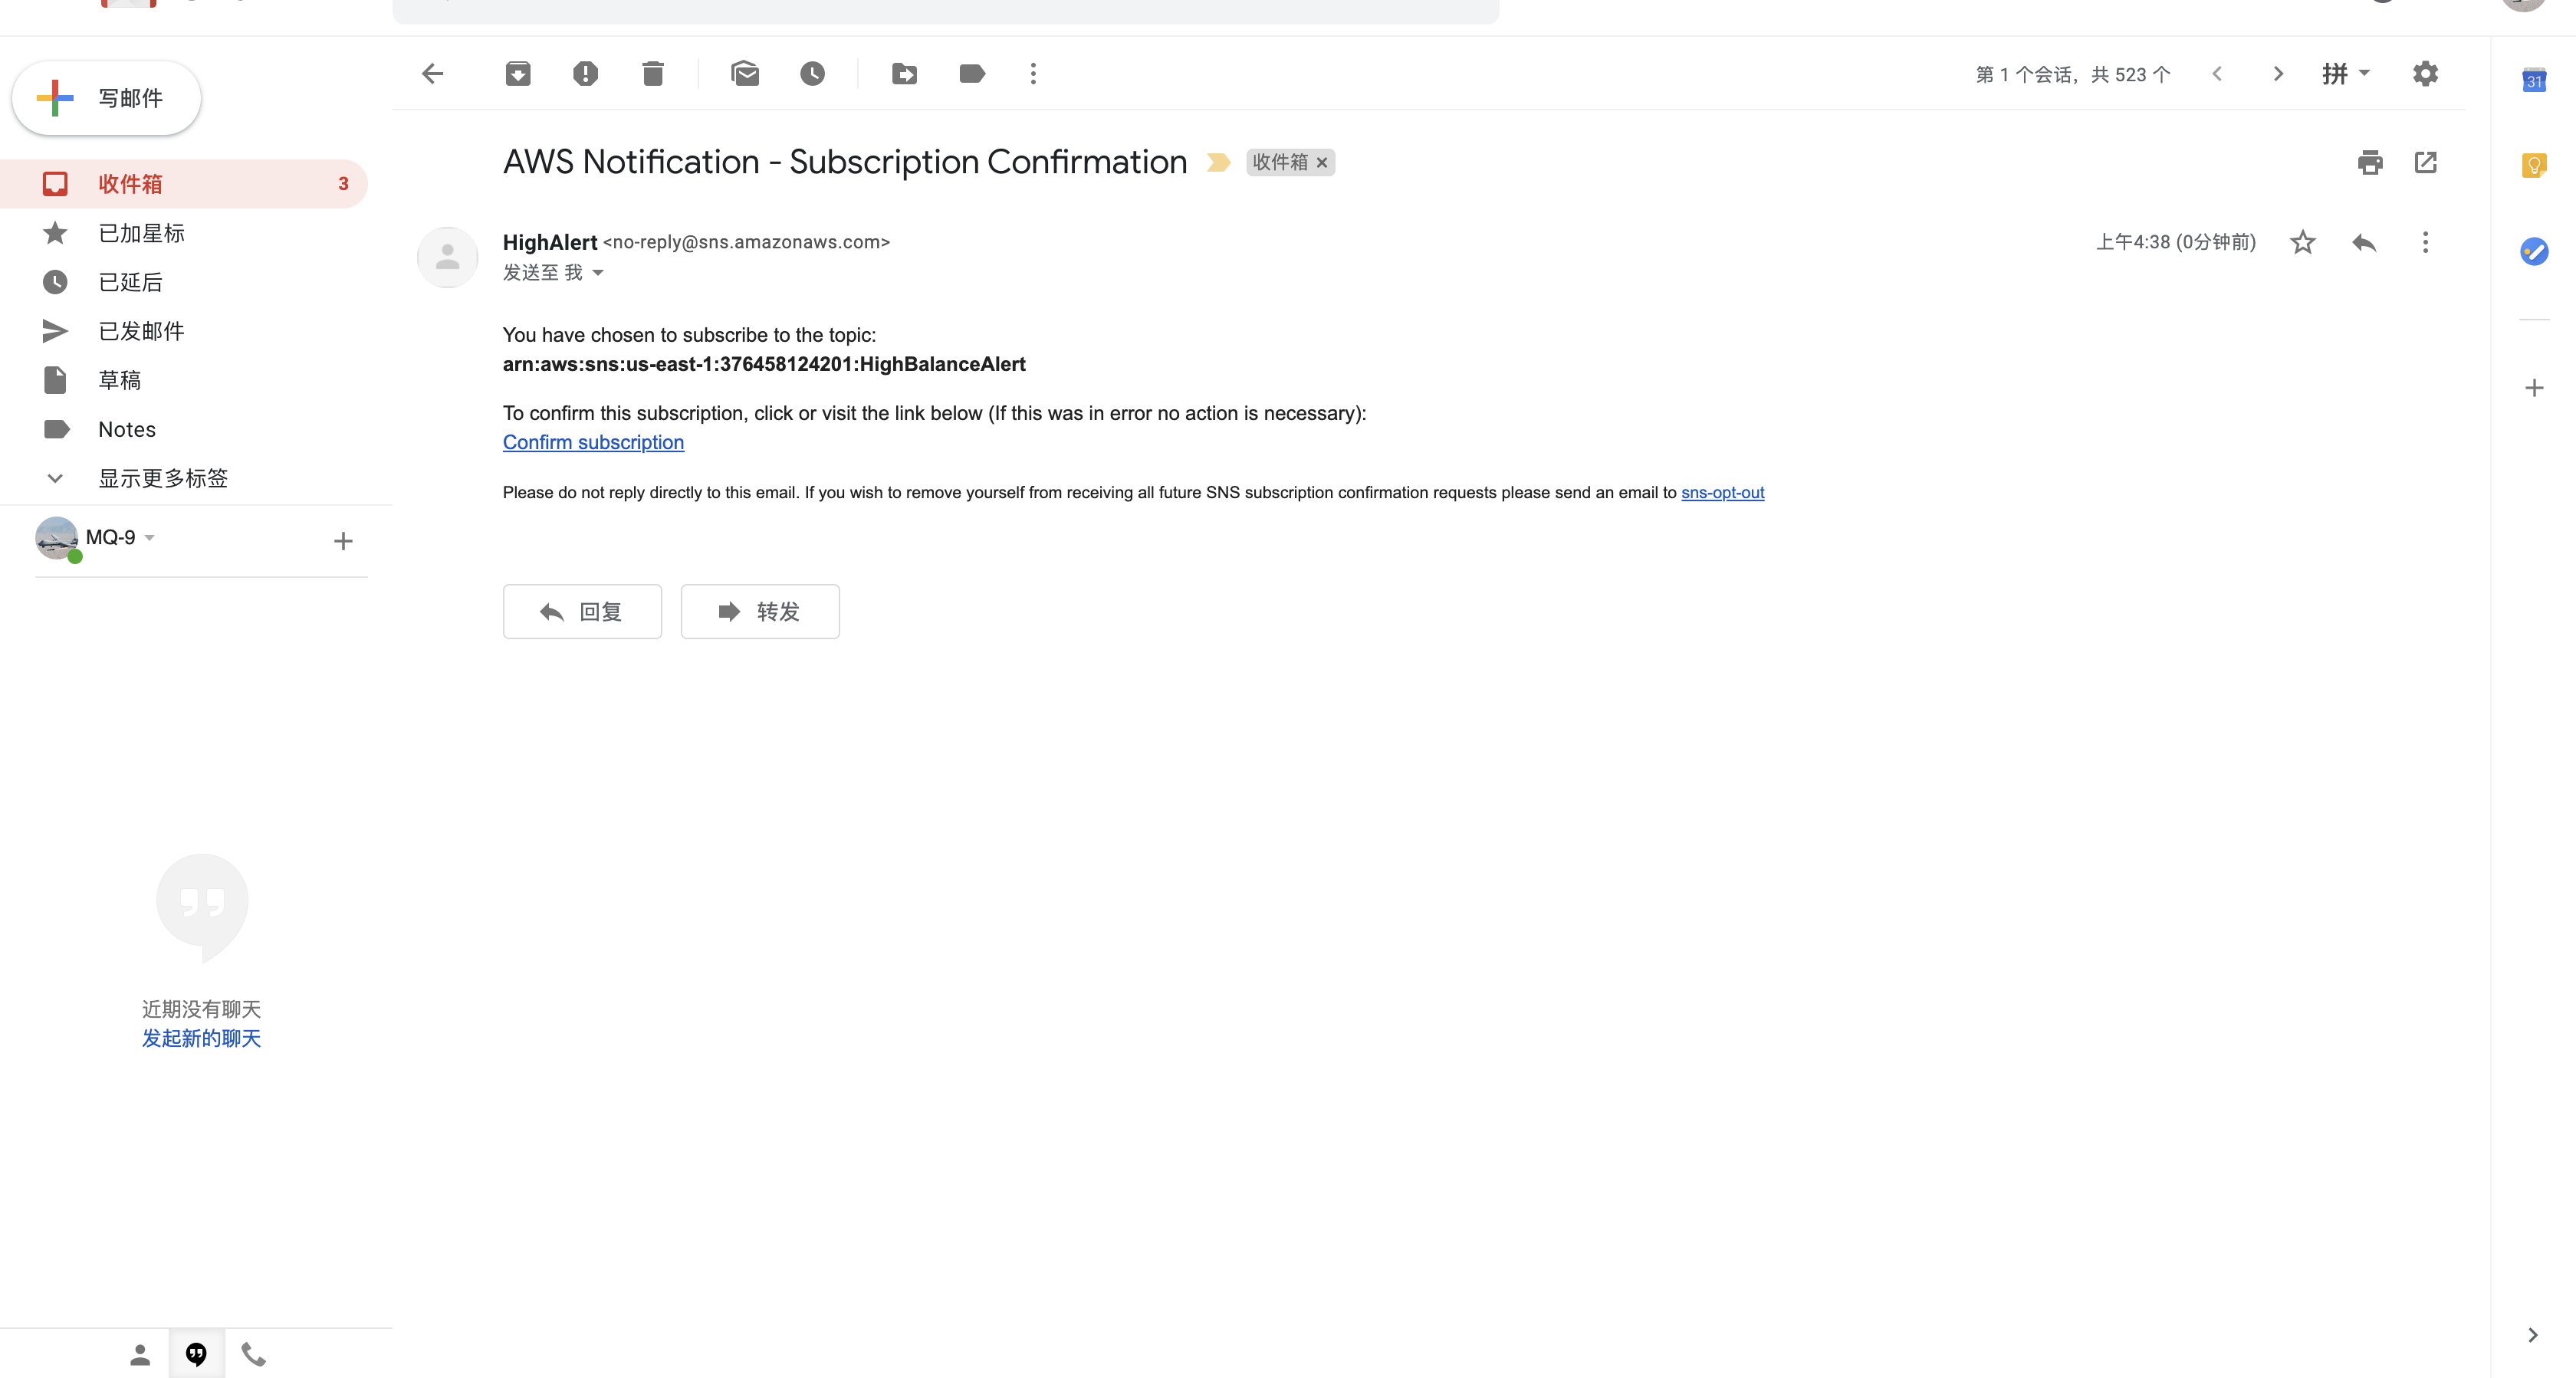 写邮件
第 1 个会话，共 523 个
拼
31
收件箱 3
已加星标
已延后
已发邮件
草稿
Notes
显示更多标签
MQ-9
近期没有聊天
发起新的聊天
AWS Notification - Subscription Confirmation 收件箱 ×
HighAlert <no-reply@sns.amazonaws.com>
上午4:38 (0分钟前)
发送至 我
You have chosen to subscribe to the topic:
arn:aws:sns:us-east-1:376458124201:HighBalanceAlert
To confirm this subscription, click or visit the link below (If this was in error no action is necessary):
Confirm subscription
Please do not reply directly to this email. If you wish to remove yourself from receiving all future SNS subscription confirmation requests please send an email to sns-opt-out
回复
转发